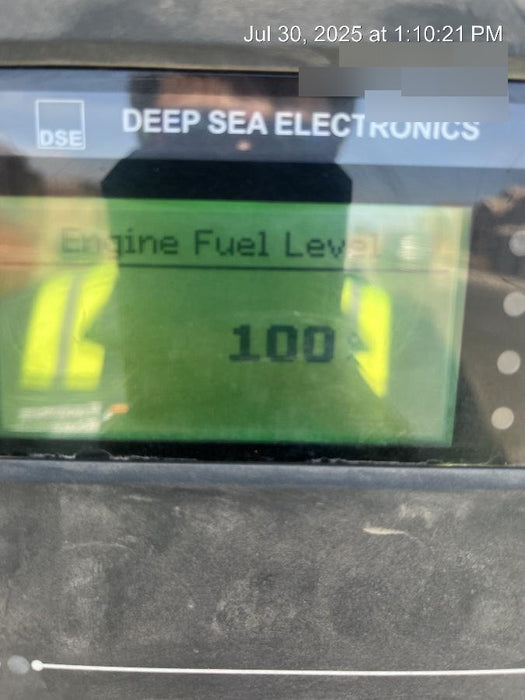 Jul 30, 2025 at 1:10:21 PM
DSE
DEEP SEA ELECTRONICS
Engine Fuel Level
100 %